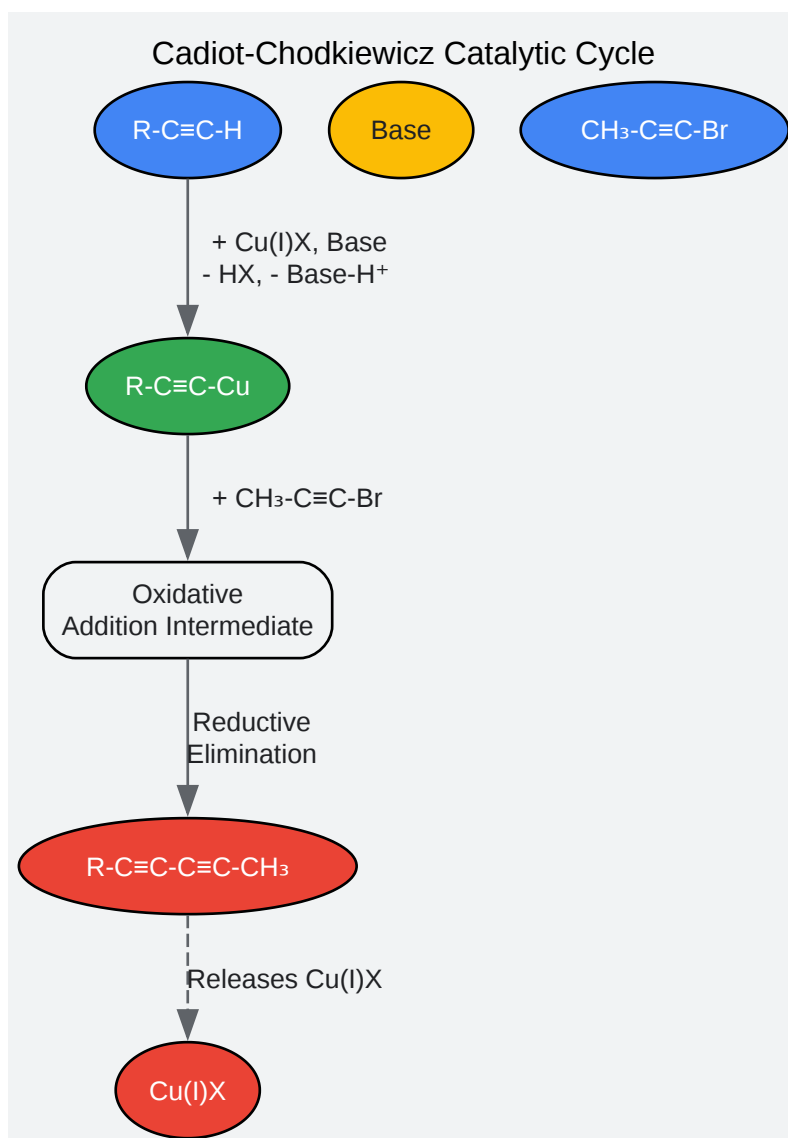 Cadiot-Chodkiewicz Catalytic Cycle
R-C≡C-H
Base
CH₃-C≡C-Br
+ Cu(I)X, Base
- HX, - Base-H⁺
R-C≡C-Cu
+ CH₃-C≡C-Br
Oxidative
Addition Intermediate
Reductive
Elimination
R-C≡C-C≡C-CH₃
Releases Cu(I)X
Cu(I)X